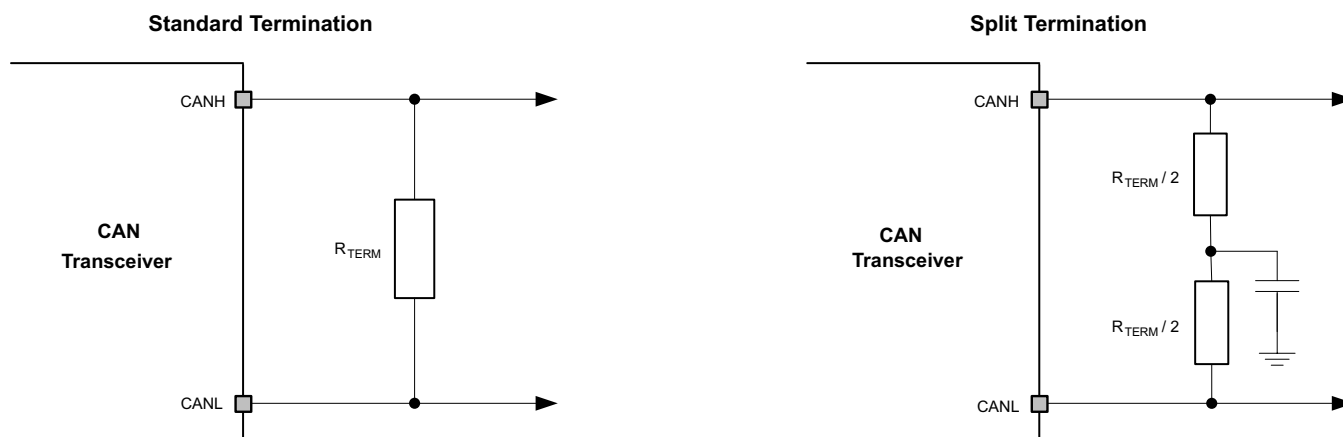 Standard Termination
CANH
CAN
Transceiver
RTERM
CANL
Split Termination
CANH
RTERM / 2
CAN
Transceiver
RTERM / 2
CANL